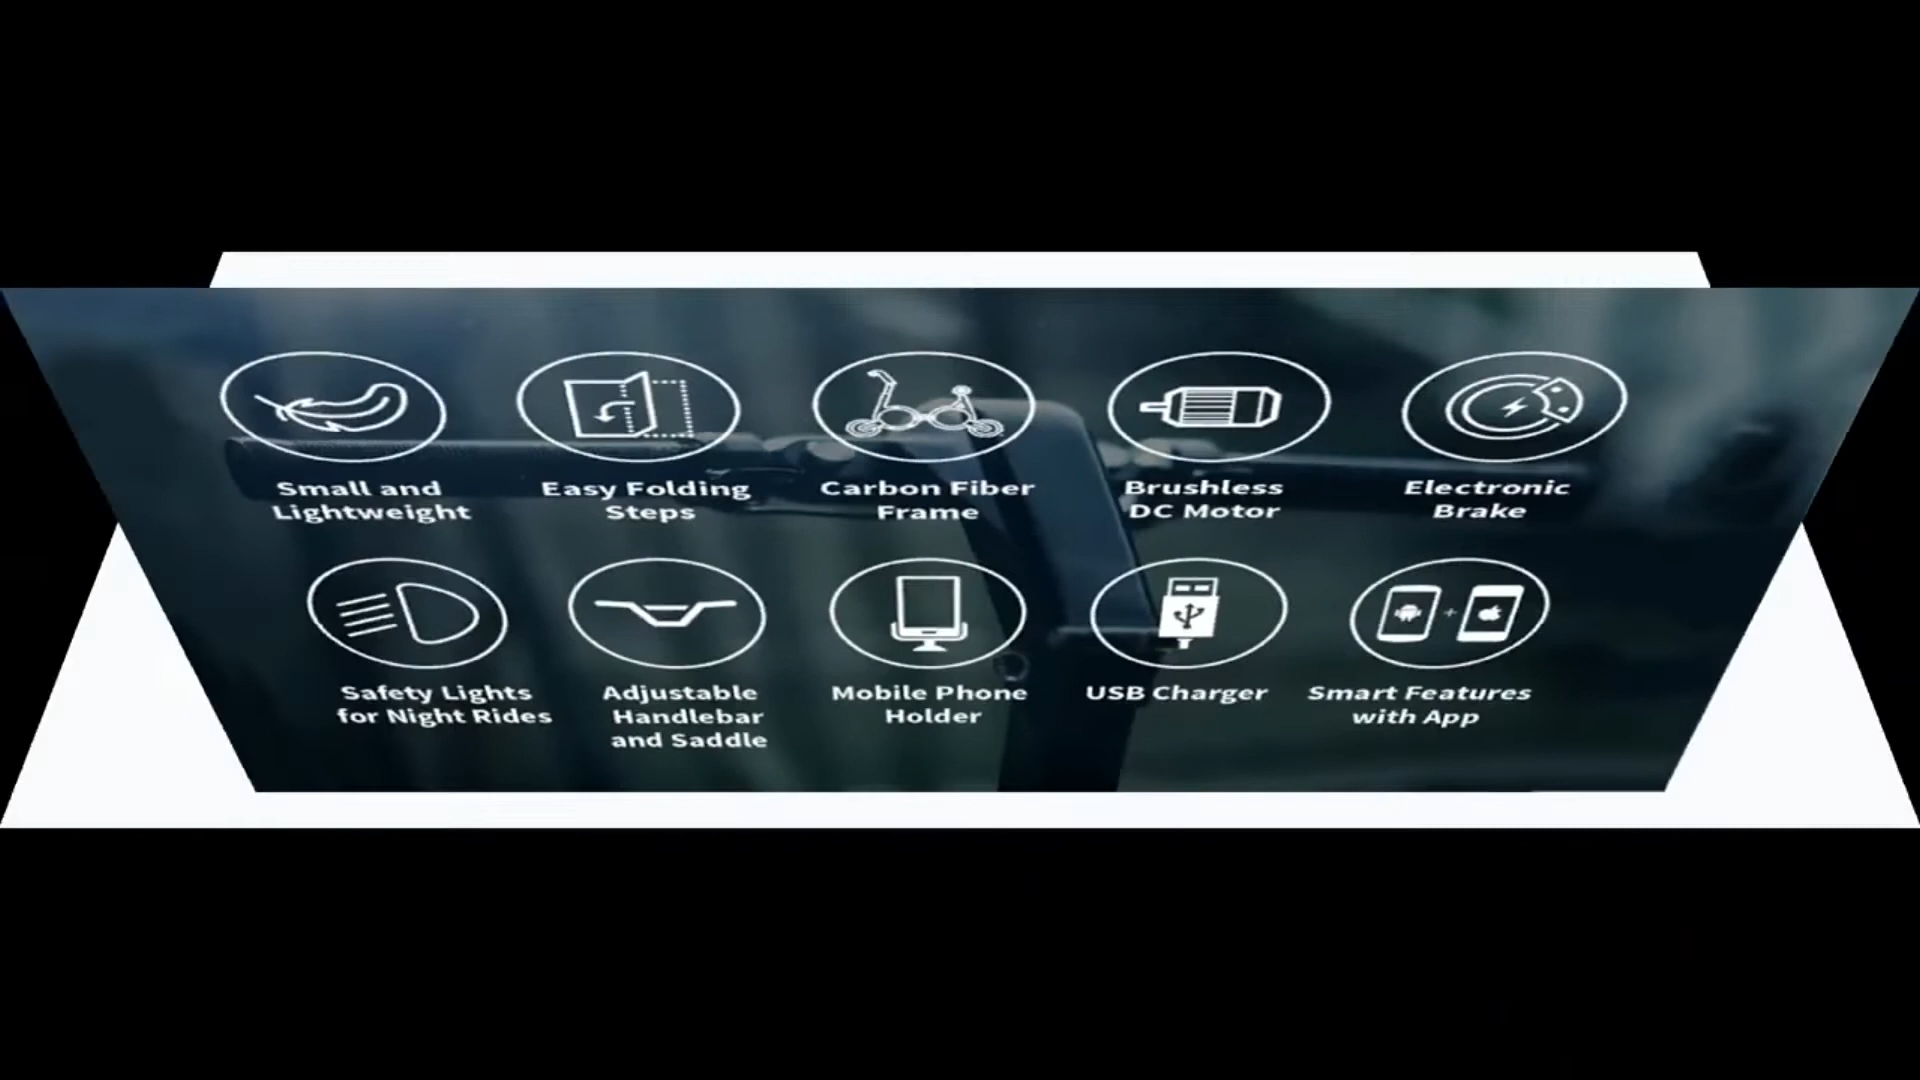 Small and
Lightweight
Easy Folding
Steps
Carbon Fiber
Frame
Brushless
DC Motor
Electronic
Brake
Safety Lights
for Night Rides
Adjustable
Handlebar
and Saddle
Mobile Phone
Holder
USB Charger
Smart Features
with App